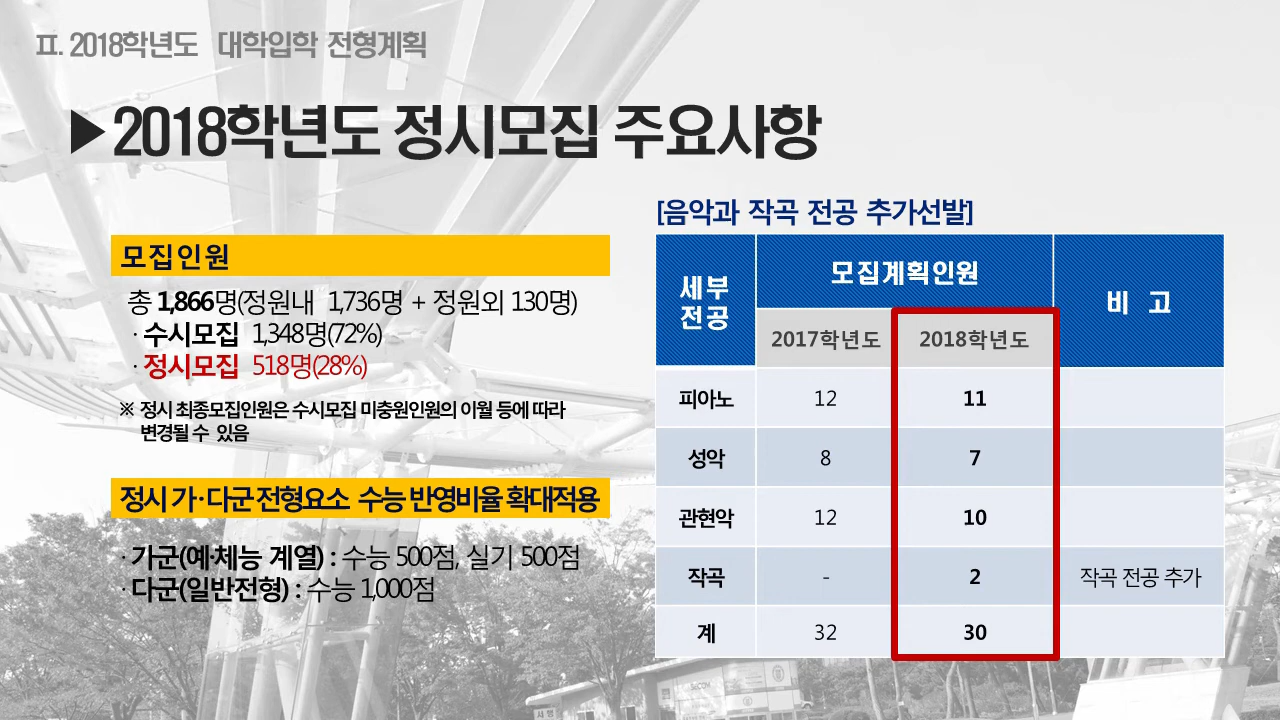 Ⅱ. 2018학년도 대학입학 전형계획
▶2018학년도 정시모집 주요사항
모집인원
총 1,866명(정원내 1,736명 + 정원외 130명)
· 수시모집 1,348명(72%)
· 정시모집 518명(28%)
※ 정시 최종모집인원은 수시모집 미충원인원의 이월 등에 따라
변경될 수 있음
정시 가·다군 전형요소 수능 반영비율 확대적용
· 가군(예·체능 계열) : 수능 500점, 실기 500점
· 다군(일반전형) : 수능 1,000점
[음악과 작곡 전공 추가선발]
세부 전공 모집계획인원 비 고
2017학년도 2018학년도
피아노 12 11
성악 8 7
관현악 12 10
작곡 - 2 작곡 전공 추가
계 32 30